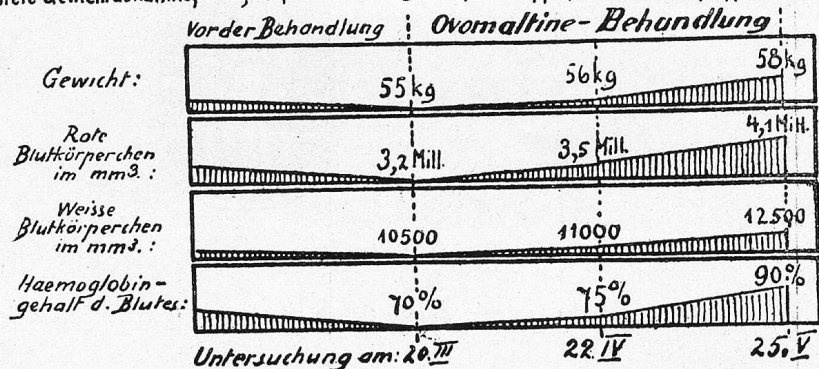 Vor der Behandlung Ovomaltine-Behandlung
Gewicht: 55 kg 56 kg 58 kg
Rote
Blutkörperchen
im mm3.: 3,2 Mill. 3,5 Mill. 4,1 Mill.
Weisse
Blutkörperchen
im mm3.: 10500 11000 12500
Haemoglobin-
gehalt d. Blutes: 70% 75% 90%
Untersuchung am: 20. III 22. IV 25. V